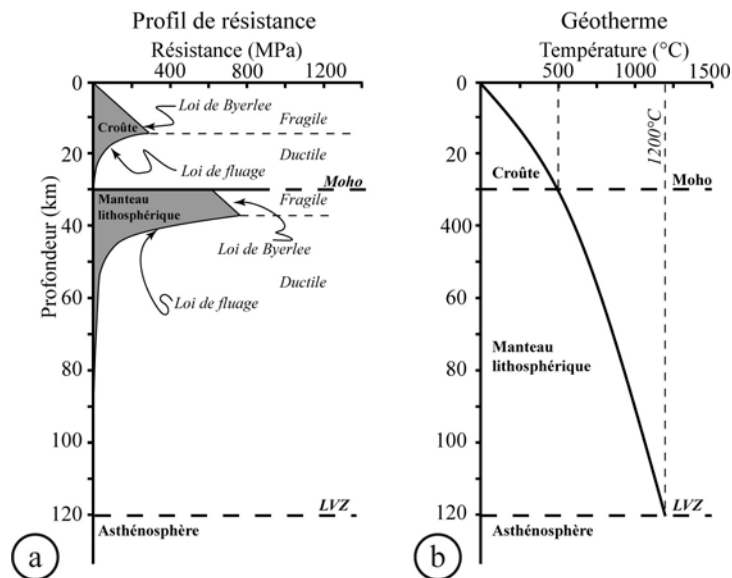 Profil de résistance
Résistance (MPa)
400
800
1200
0
20
40
60
80
100
120
Profondeur (km)
Loi de Byerlee
Fragile
Croûte
Ductile
Loi de fluage
Moho
Manteau
lithosphérique
Fragile
Loi de Byerlee
Ductile
Loi de fluage
LVZ
Asthénosphère
a
Géotherme
Température (°C)
500
1000
1500
0
20
400
60
80
100
120
1200°C
Croûte
Moho
Manteau
lithosphérique
LVZ
Asthénosphère
b